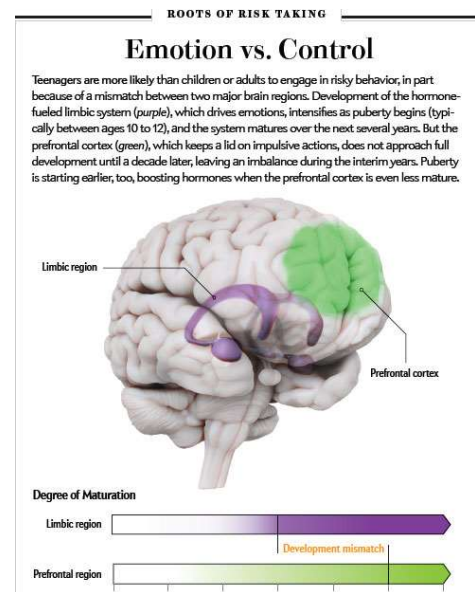 ROOTS OF RISK TAKING
Emotion vs. Control
Teenagers are more likely than children or adults to engage in risky behavior, in part
because of a mismatch between two major brain regions. Development of the hormone-
fueled limbic system (purple), which drives emotions, intensifies as puberty begins (typi-
cally between ages 10 to 12), and the system matures over the next several years. But the
prefrontal cortex (green), which keeps a lid on impulsive actions, does not approach full
development until a decade later, leaving an imbalance during the interim years. Puberty
is starting earlier, too, boosting hormones when the prefrontal cortex is even less mature.
Limbic region
Prefrontal cortex
Degree of Maturation
Limbic region
Development mismatch
Prefrontal region